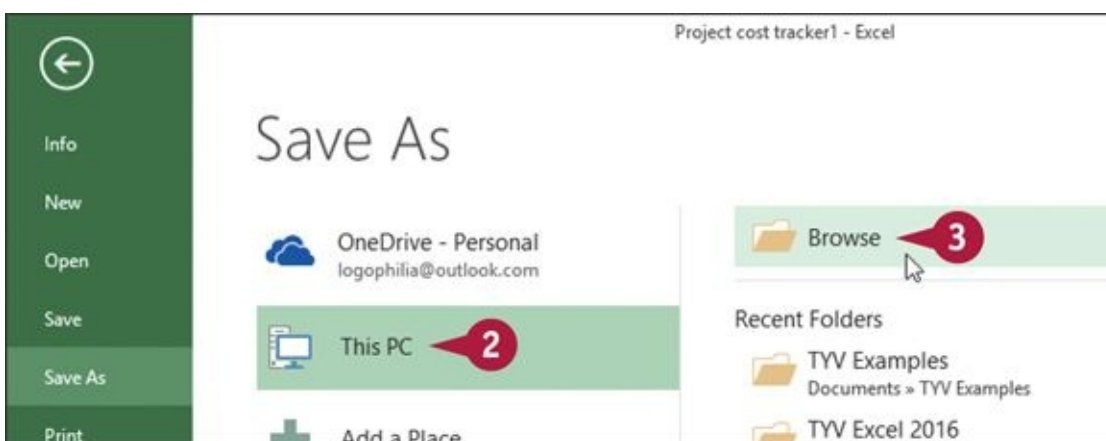 Project cost tracker1 - Excel
Info
New
Open
Save
Save As
Print
Save As
OneDrive - Personal
logophilia@outlook.com
This PC
2
Add a Place
Browse
3
Recent Folders
TYV Examples
Documents » TYV Examples
TYV Excel 2016